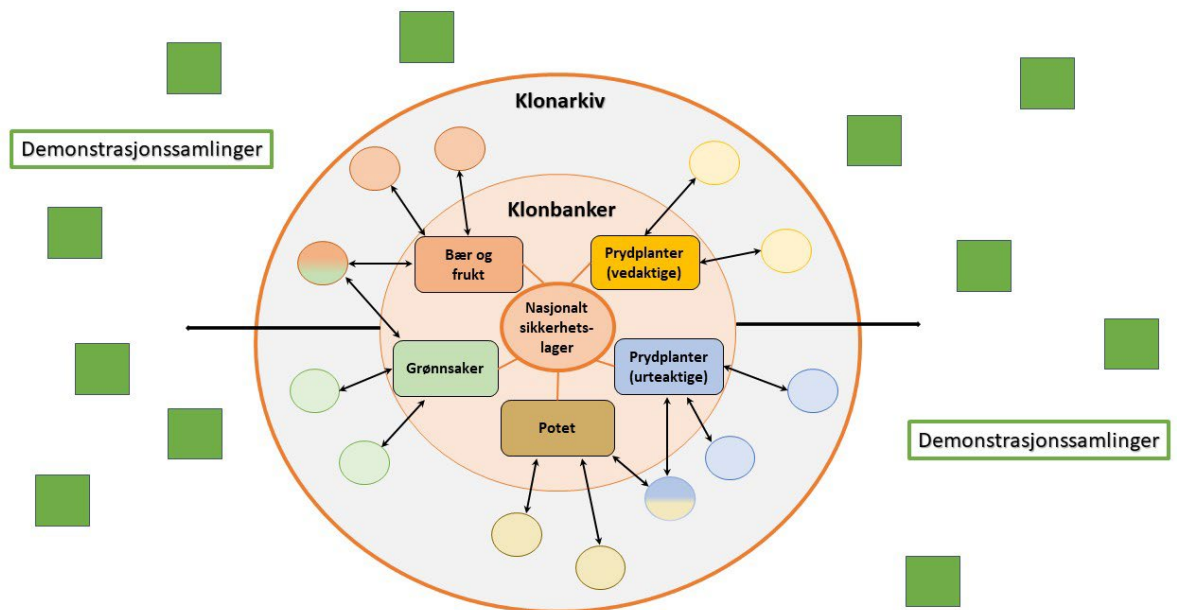 Klonarkiv
Demonstrasjonssamlinger
Klonbanker
Bær og
frukt
Prydplanter
(vedaktige)
Nasjonalt
sikkerhets-
lager
Grønnsaker
Prydplanter
(urteaktige)
Potet
Demonstrasjonssamlinger